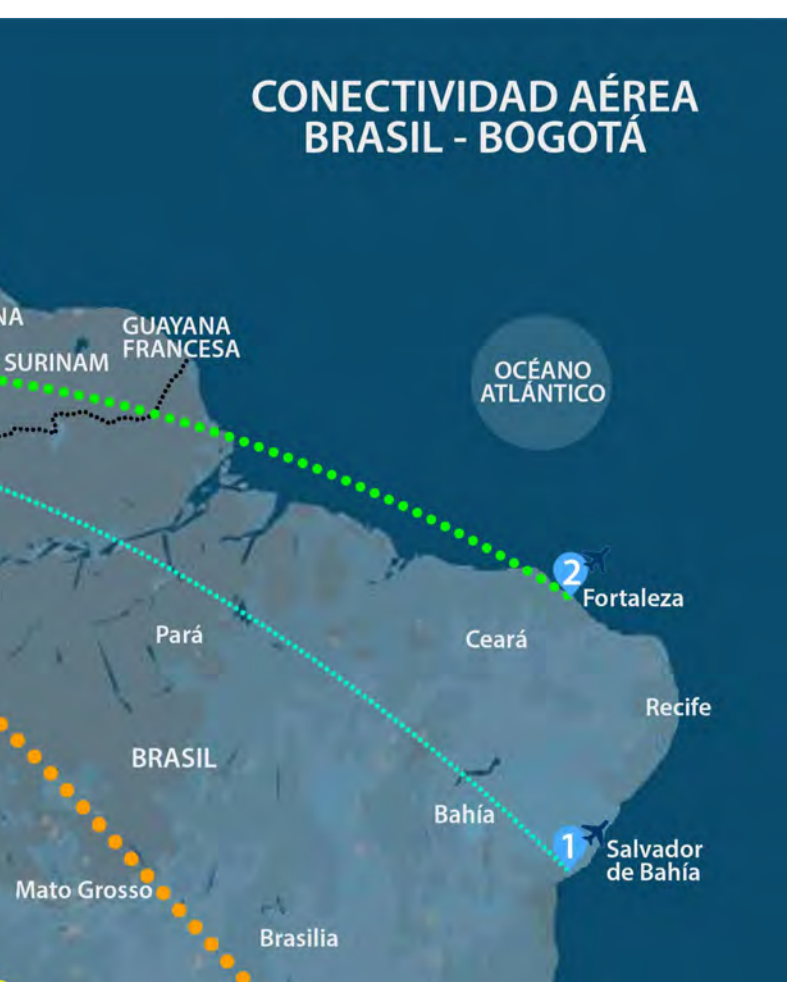 CONECTIVIDAD AÉREA
BRASIL - BOGOTÁ
NA
GUAYANA
FRANCESA
SURINAM
OCÉANO
ATLÁNTICO
2
Fortaleza
Pará
Ceará
Recife
BRASIL
Bahía
1
Salvador
de Bahía
Mato Grosso
Brasilia